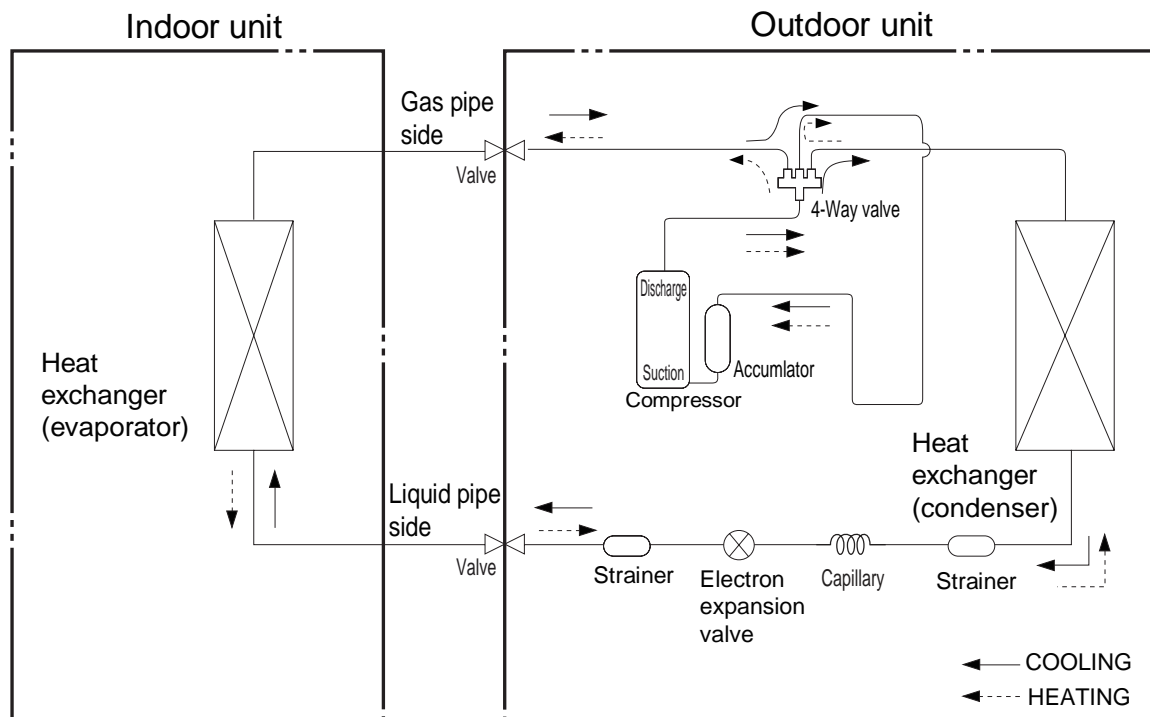 Indoor unit
Outdoor unit
Gas pipe
side
Valve
4-Way valve
Discharge
Suction
Compressor
Accumlator
Heat
exchanger
(evaporator)
Heat
exchanger
(condenser)
Liquid pipe
side
Valve
Strainer
Electron
expansion
valve
Capillary
Strainer
COOLING
HEATING